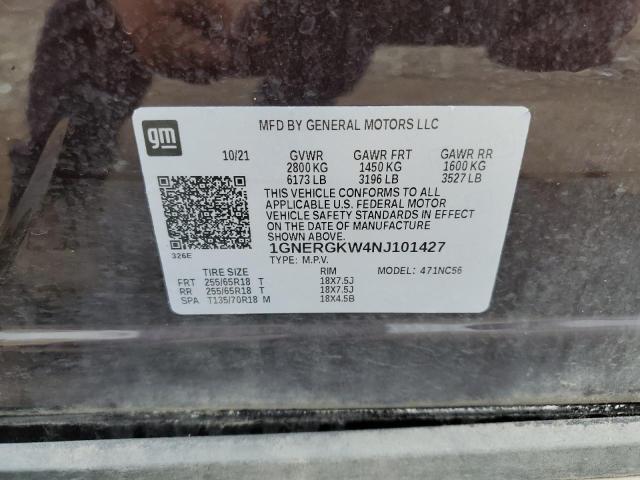 gm
MFD BY GENERAL MOTORS LLC
10/21 GVWR GAWR FRT GAWR RR
2800 KG 1450 KG 1600 KG
6173 LB 3196 LB 3527 LB
THIS VEHICLE CONFORMS TO ALL
APPLICABLE U.S. FEDERAL MOTOR
VEHICLE SAFETY STANDARDS IN EFFECT
ON THE DATE OF MANUFACTURE
SHOWN ABOVE.
1GNERGKW4NJ101427
326E TYPE: M.P.V.
TIRE SIZE RIM MODEL: 471NC56
FRT 255/65R18 T 18X7.5J
RR 255/65R18 T 18X7.5J
SPA T135/70R18 M 18X4.5B